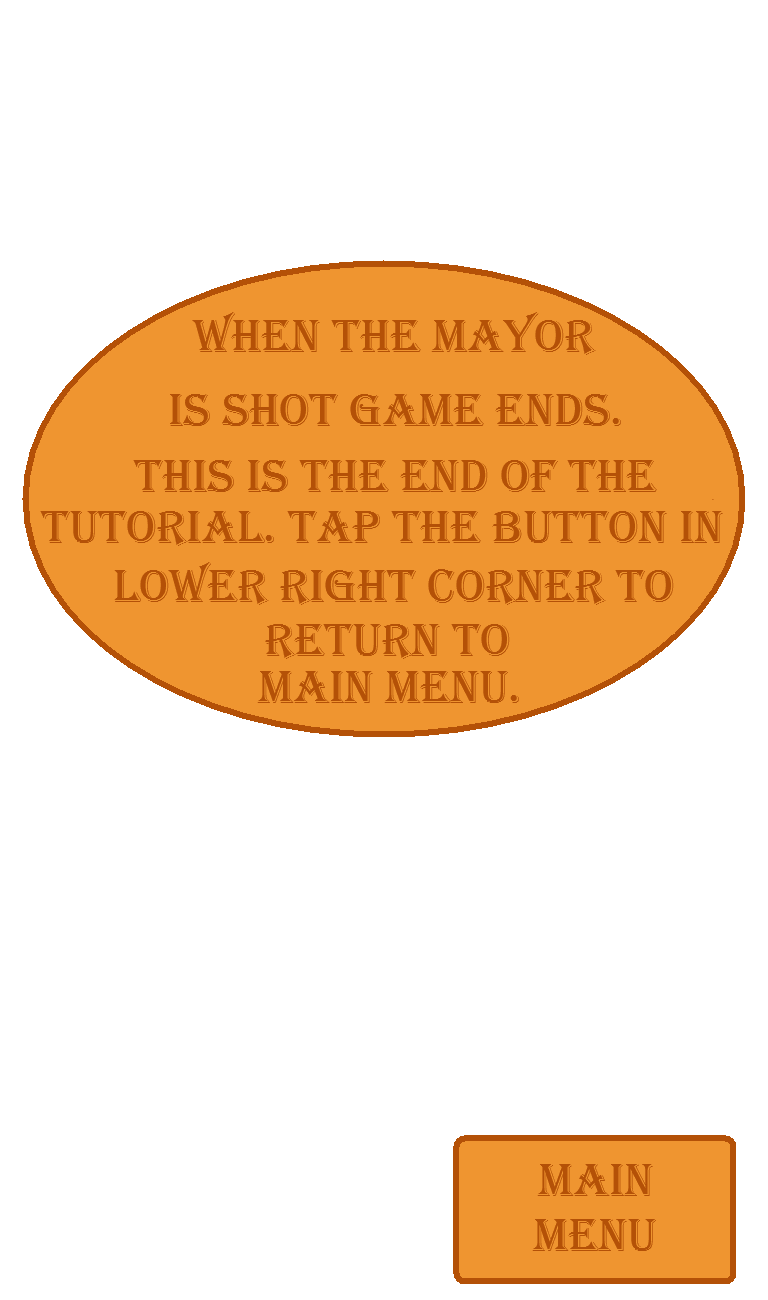 WHEN THE MAYOR
IS SHOT GAME ENDS.
THIS IS THE END OF THE
TUTORIAL. TAP THE BUTTON IN
LOWER RIGHT CORNER TO
RETURN TO
MAIN MENU.
MAIN
MENU